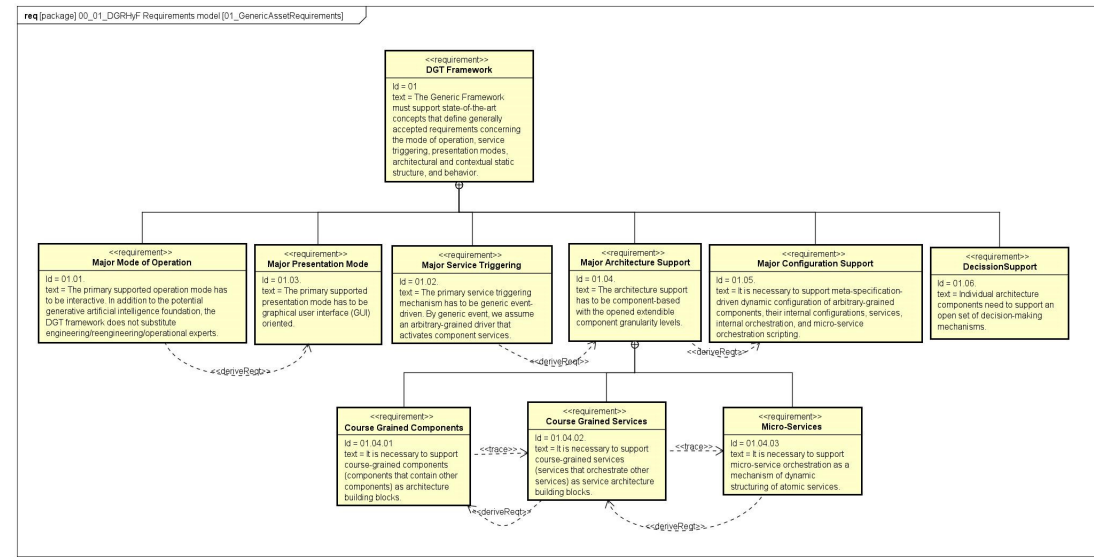 req [package] 00_01_DGRHyF Requirements model [01_GenericAssetRequirements]
<<requirement>>
DGT Framework
Id = 01
text = The Generic Framework
must support state-of-the-art
concepts that define generally
accepted requirements concerning
the mode of operation, service
triggering, presentation modes,
architectural and contextual static
structure, and behavior.
<<requirement>>
Major Mode of Operation
Id = 01.01.
text = The primary supported operation mode has
to be interactive. In addition to the potential
generative artificial intelligence foundation, the
DGT framework does not substitute
engineering/reengineering/operational experts.
<<requirement>>
Major Presentation Mode
Id = 01.03.
text = The primary supported
presentation mode has to be
graphical user interface (GUI)
oriented.
<<requirement>>
Major Service Triggering
Id = 01.02.
text = The primary service triggering
mechanism has to be generic event-
driven. By generic event, we assume
an arbitrary-grained driver that
activates component services.
<<requirement>>
Major Architecture Support
Id = 01.04.
text = The architecture support
has to be component-based
with the opened extendible
component granularity levels.
<<requirement>>
Major Configuration Support
Id = 01.05.
text = It is necessary to support meta-specification-
driven dynamic configuration of arbitrary-grained
components, their internal configurations, services,
internal orchestration, and micro-service
orchestration scripting.
<<requirement>>
DecissionSupport
Id = 01.06.
text = Individual architecture
components need to support an
open set of decision-making
mechanisms.
<<deriveReqt>>
<<deriveReqt>>
<<deriveReqt>>
<<requirement>>
Course Grained Components
Id = 01.04.01
text = It is necessary to support
course-grained components
(components that contain other
components) as architecture
building blocks.
<<trace>>
<<requirement>>
Course Grained Services
Id = 01.04.02.
text = It is necessary to support
course-grained services
(services that orchestrate other
services) as service architecture
building blocks.
<<trace>>
<<requirement>>
Micro-Services
Id = 01.04.03
text = It is necessary to support
micro-service orchestration as a
mechanism of dynamic
structuring of atomic services.
<<deriveReqt>>
<<deriveReqt>>